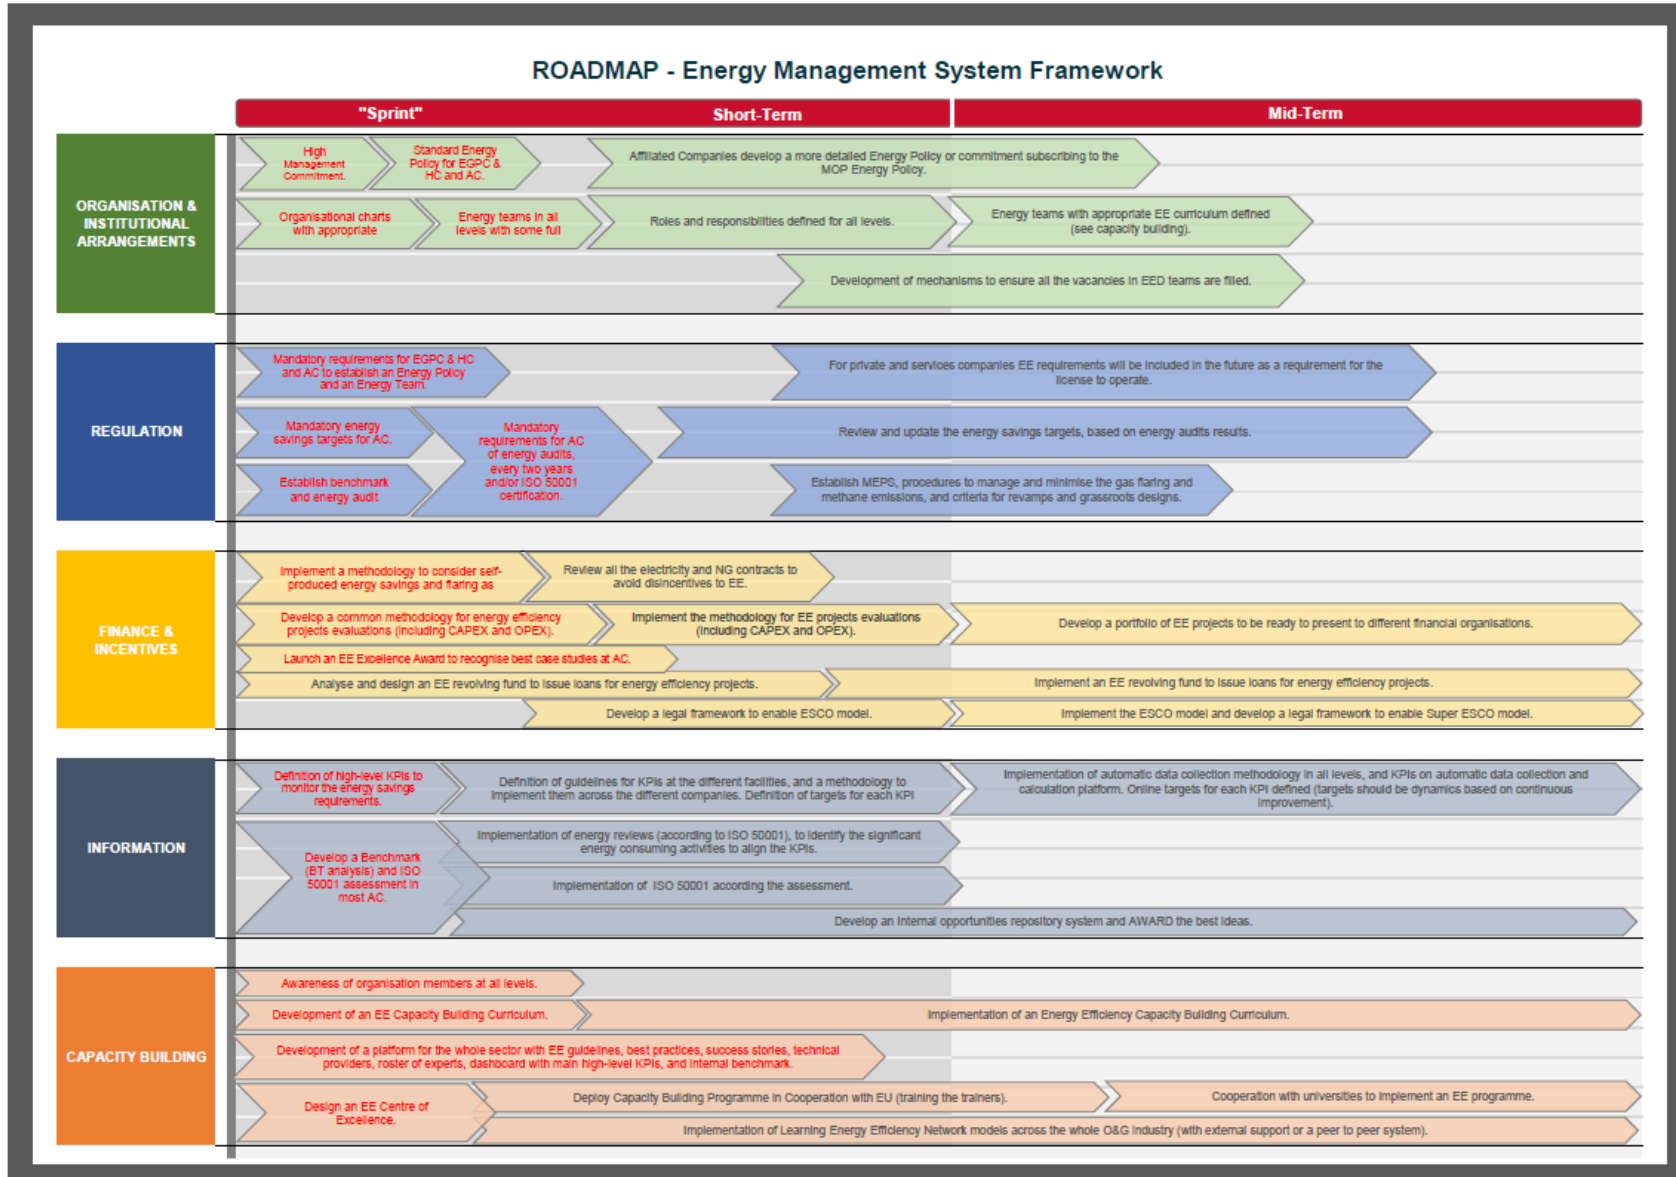 ROADMAP - Energy Management System Framework
"Sprint"
Short-Term
Mid-Term
ORGANISATION &
INSTITUTIONAL
ARRANGEMENTS
High
Management
Commitment.
Standard Energy
Policy for EGPC &
HC and AC.
Affiliated Companies develop a more detailed Energy Policy or commitment subscribing to the
MOP Energy Policy.
Organisational charts
with appropriate
Energy teams in all
levels with some full
Roles and responsibilities defined for all levels.
Energy teams with appropriate EE curriculum defined
(see capacity building).
Development of mechanisms to ensure all the vacancies in EED teams are filled.
REGULATION
Mandatory requirements for EGPC & HC
and AC to establish an Energy Policy
and an Energy Team.
For private and services companies EE requirements will be included in the future as a requirement for the
license to operate.
Mandatory energy
savings targets for AC.
Mandatory
requirements for AC
of energy audits,
every two years
and/or ISO 50001
certification.
Review and update the energy savings targets, based on energy audits results.
Establish benchmark
and energy audit
Establish MEPS, procedures to manage and minimise the gas flaring and
methane emissions, and criteria for revamps and grassroots designs.
FINANCE &
INCENTIVES
Implement a methodology to consider self-
produced energy savings and flaring as
Review all the electricity and NG contracts to
avoid disincentives to EE.
Develop a common methodology for energy efficiency
projects evaluations (including CAPEX and OPEX).
Implement the methodology for EE projects evaluations
(including CAPEX and OPEX).
Develop a portfolio of EE projects to be ready to present to different financial organisations.
Launch an EE Excellence Award to recognise best case studies at AC.
Analyse and design an EE revolving fund to issue loans for energy efficiency projects.
Implement an EE revolving fund to issue loans for energy efficiency projects.
Develop a legal framework to enable ESCO model.
Implement the ESCO model and develop a legal framework to enable Super ESCO model.
INFORMATION
Definition of high-level KPIs to
monitor the energy savings
requirements.
Definition of guidelines for KPIs at the different facilities, and a methodology to
implement them across the different companies. Definition of targets for each KPI
Implementation of automatic data collection methodology in all levels, and KPIs on automatic data collection and
calculation platform. Online targets for each KPI defined (targets should be dynamics based on continuous
improvement).
Develop a Benchmark
(BT analysis) and ISO
50001 assessment in
most AC.
Implementation of energy reviews (according to ISO 50001), to identify the significant
energy consuming activities to align the KPIs.
Implementation of ISO 50001 according the assessment.
Develop an internal opportunities repository system and AWARD the best ideas.
CAPACITY BUILDING
Awareness of organisation members at all levels.
Development of an EE Capacity Building Curriculum.
Implementation of an Energy Efficiency Capacity Building Curriculum.
Development of a platform for the whole sector with EE guidelines, best practices, success stories, technical
providers, roster of experts, dashboard with main high-level KPIs, and internal benchmark.
Design an EE Centre of
Excellence.
Deploy Capacity Building Programme in Cooperation with EU (training the trainers).
Cooperation with universities to implement an EE programme.
Implementation of Learning Energy Efficiency Network models across the whole O&G Industry (with external support or a peer to peer system).